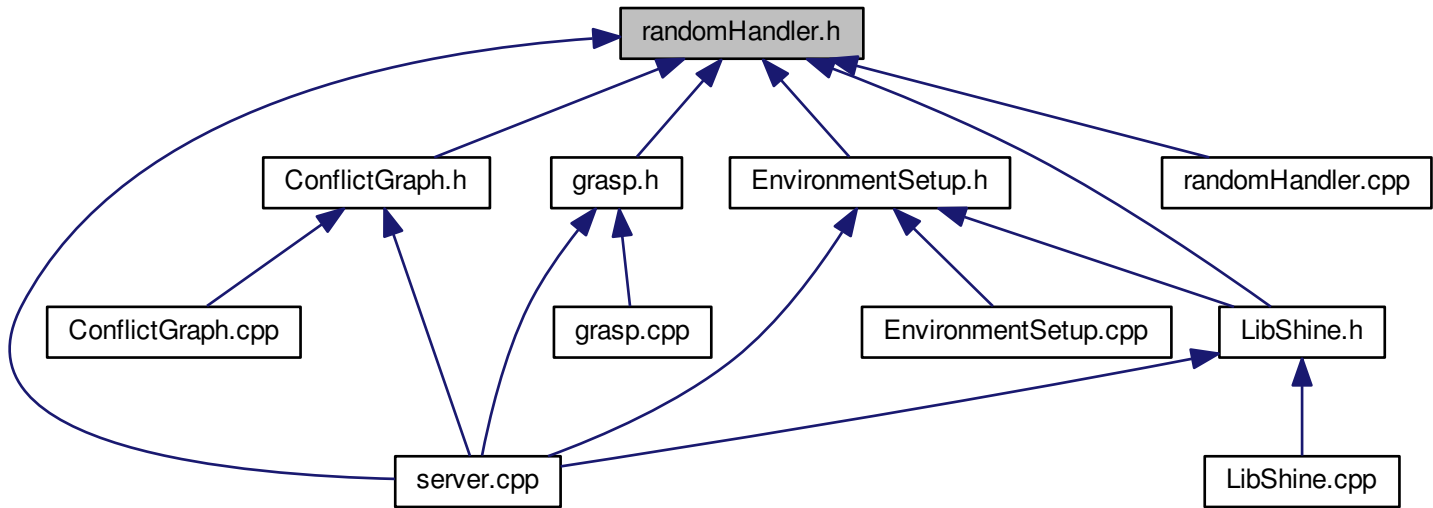 randomHandler.h
ConflictGraph.h
grasp.h
EnvironmentSetup.h
randomHandler.cpp
ConflictGraph.cpp
grasp.cpp
EnvironmentSetup.cpp
LibShine.h
server.cpp
LibShine.cpp